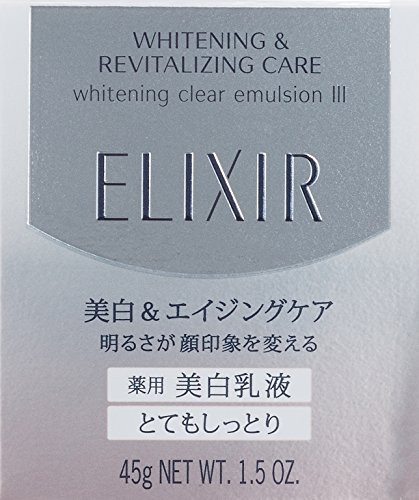 WHITENING &
REVITALIZING CARE
whitening clear emulsion III
ELIXIR
美白&エイジングケア
明るさが顔印象を変える
薬用 美白乳液
とてもしっとり
45g NET WT. 1.5 OZ.